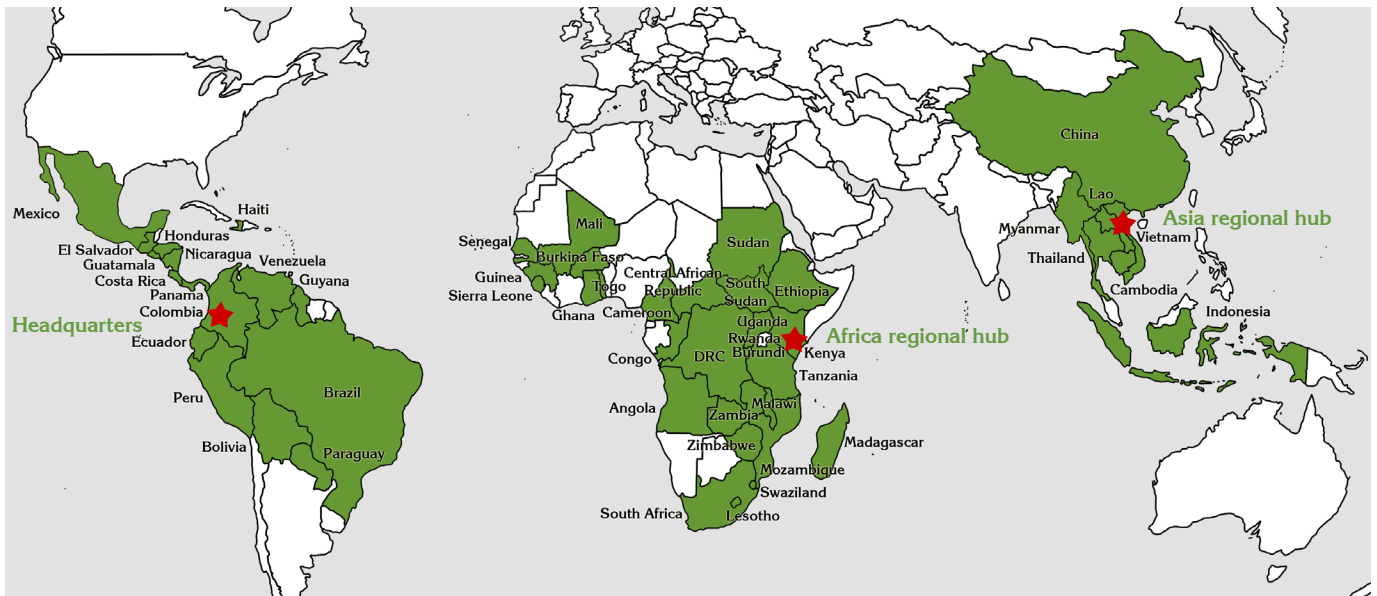 Mexico
Haiti
Honduras
El Salvador
Nicaragua
Guatamala
Venezuela
Costa Rica
Guyana
Panama
Colombia
Headquarters
Ecuador
Peru
Brazil
Bolivia
Paraguay
Mali
Senegal
Sudan
Burkina Faso
Guinea
Togo
Central African
Republic
South
Sudan
Ethiopia
Sierra Leone
Ghana
Cameroon
Uganda
Rwanda
Burundi
Africa regional hub
Kenya
Congo
DRC
Tanzania
Angola
Malawi
Zambia
Zimbabwe
Madagascar
Mozambique
Swaziland
South Africa
Lesotho
China
Lao
Asia regional hub
Myanmar
Vietnam
Thailand
Cambodia
Indonesia